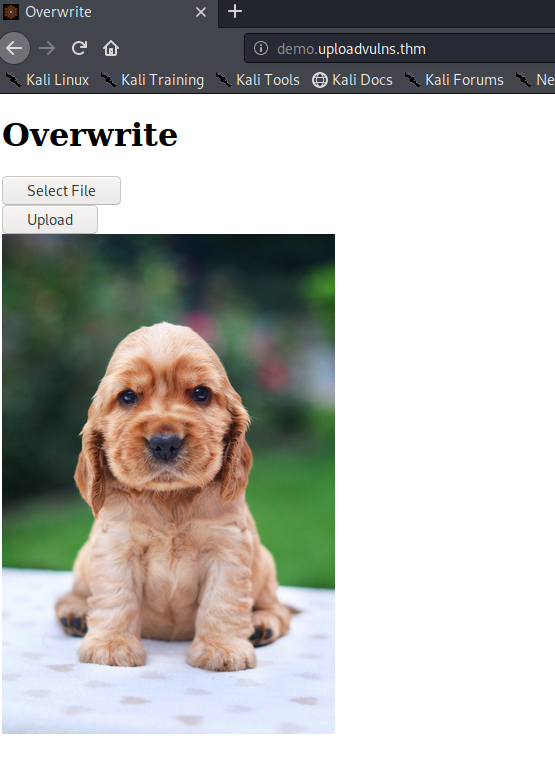 Overwrite
demo.uploadvulns.thm
Kali Linux Kali Training Kali Tools Kali Docs Kali Forums Ne
Overwrite
Select File
Upload